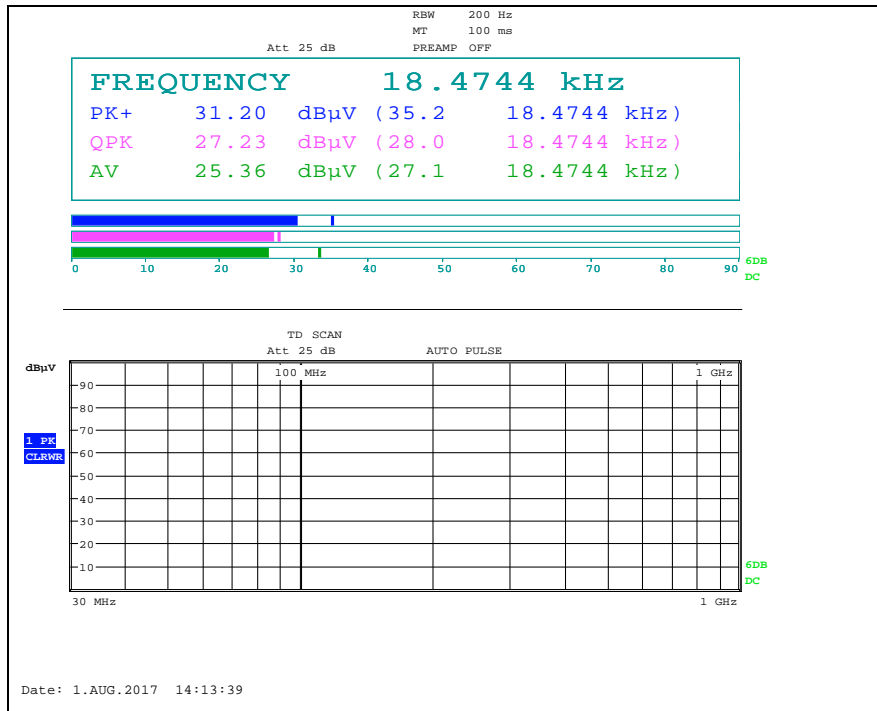 RBW 200 Hz
MT 100 ms
Att 25 dB PREAMP OFF
FREQUENCY 18.4744 kHz
PK+ 31.20 dBµV (35.2 18.4744 kHz)
QPK 27.23 dBµV (28.0 18.4744 kHz)
AV 25.36 dBµV (27.1 18.4744 kHz)
0 10 20 30 40 50 60 70 80 90
6DB
DC
TD SCAN
Att 25 dB AUTO PULSE
dBµV
100 MHz 1 GHz
90
80
70
1 PK
CLRWR
60
50
40
30
20
10
6DB
DC
30 MHz 1 GHz
Date: 1.AUG.2017 14:13:39